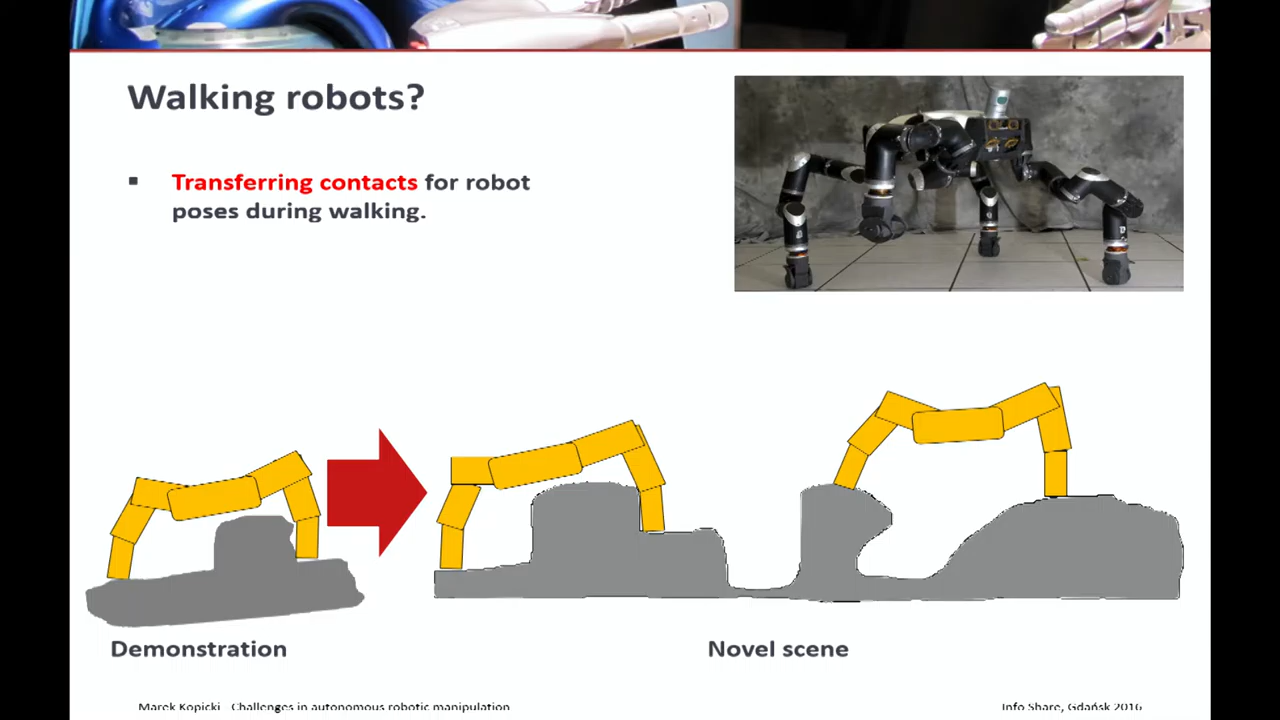 Walking robots?
▪ Transferring contacts for robot
poses during walking.
Demonstration
Novel scene
Marek Kopicki Challenges in autonomous robotic manipulation
Info Share, Gdańsk 2016